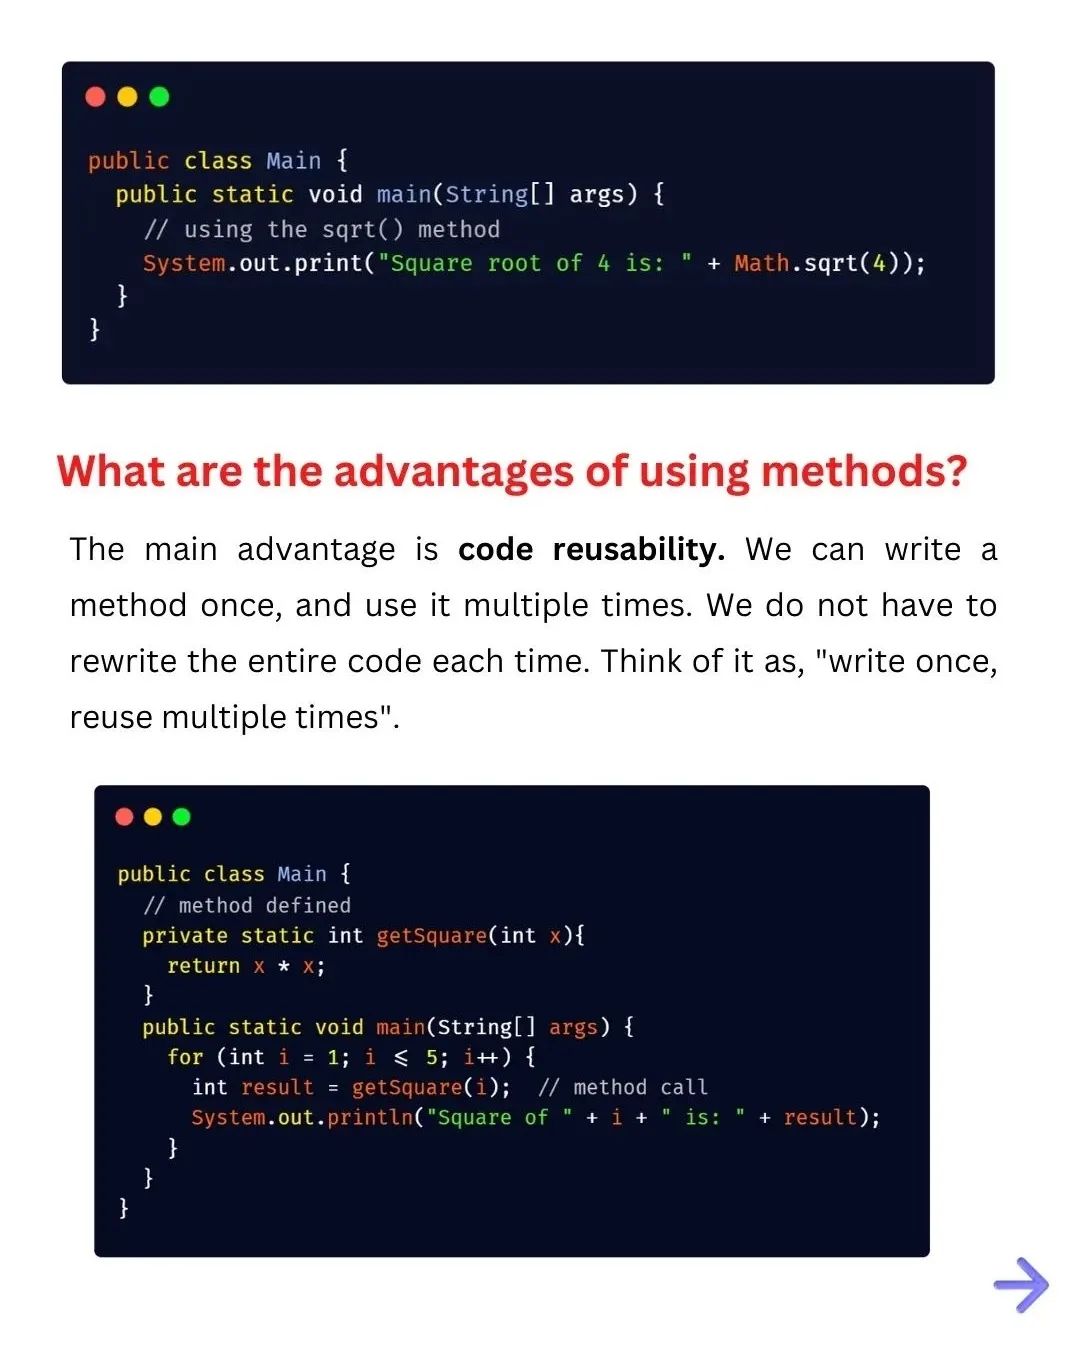 public class Main {
public static void main(String[] args) {
// using the sqrt() method
System.out.print("Square root of 4 is: " + Math.sqrt(4));
}
}
What are the advantages of using methods?
The main advantage is code reusability. We can write a
method once, and use it multiple times. We do not have to
rewrite the entire code each time. Think of it as, "write once,
reuse multiple times".
public class Main {
// method defined
private static int getSquare(int x){
return x * x;
}
public static void main(String[] args) {
for (int i = 1; i <= 5; i++) {
int result = getSquare(i); // method call
System.out.println("Square of " + i + " is: " + result);
}
}
}